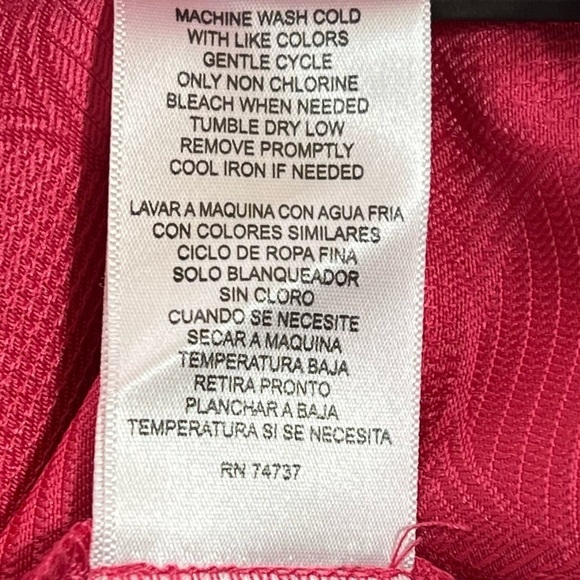 MACHINE WASH COLD
WITH LIKE COLORS
GENTLE CYCLE
ONLY NON CHLORINE
BLEACH WHEN NEEDED
TUMBLE DRY LOW
REMOVE PROMPTLY
COOL IRON IF NEEDED
LAVAR A MAQUINA CON AGUA FRIA
CON COLORES SIMILARES
CICLO DE ROPA FINA
SOLO BLANQUEADOR
SIN CLORO
CUANDO SE NECESITE
SECAR A MAQUINA
TEMPERATURA BAJA
RETIRA PRONTO
PLANCHAR A BAJA
TEMPERATURA SI SE NECESITA
RN 74737